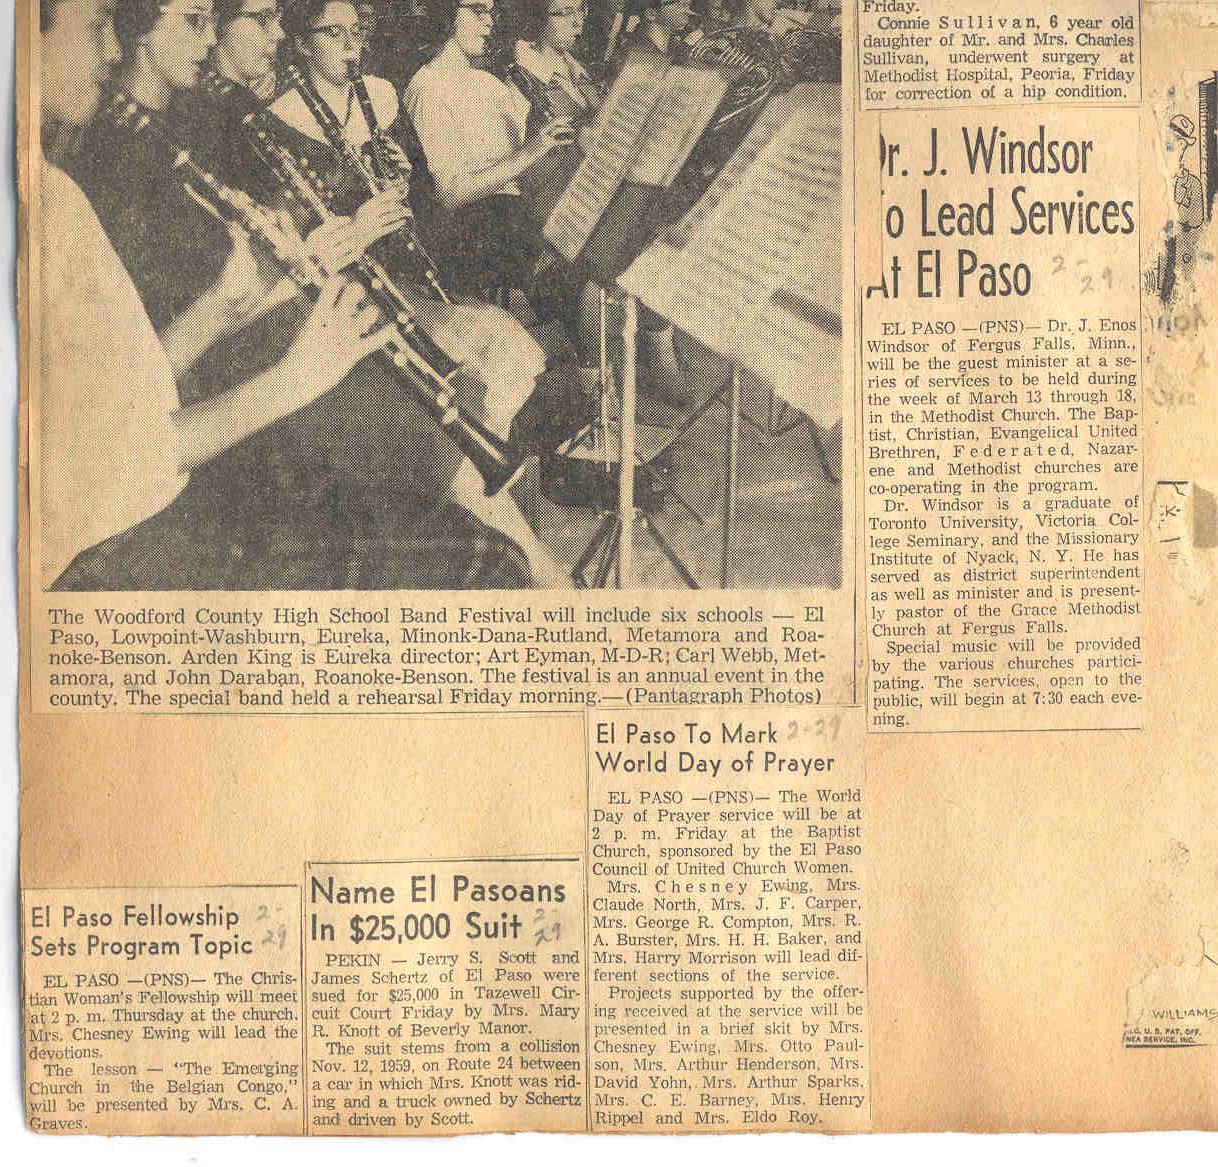 Friday.
Connie Sullivan, 6 year old
daughter of Mr. and Mrs. Charles
Sullivan, underwent surgery at
Methodist Hospital, Peoria, Friday
for correction of a hip condition.
r. J. Windsor
o Lead Services
At El Paso 2-
29
EL PASO —(PNS)— Dr. J. Enos
Windsor of Fergus Falls, Minn.,
will be the guest minister at a se-
ries of services to be held during
the week of March 13 through 18,
in the Methodist Church. The Bap-
tist, Christian, Evangelical United
Brethren, Federated, Nazar-
ene and Methodist churches are
co-operating in the program.
Dr. Windsor is a graduate of
Toronto University, Victoria Col-
lege Seminary, and the Missionary
Institute of Nyack, N. Y. He has
served as district superintendent
as well as minister and is present-
ly pastor of the Grace Methodist
Church at Fergus Falls.
Special music will be provided
by the various churches partici-
pating. The services, open to the
public, will begin at 7:30 each eve-
ning.
The Woodford County High School Band Festival will include six schools — El
Paso, Lowpoint-Washburn, Eureka, Minonk-Dana-Rutland, Metamora and Roa-
noke-Benson. Arden King is Eureka director; Art Eyman, M-D-R; Carl Webb, Met-
amora, and John Daraban, Roanoke-Benson. The festival is an annual event in the
county. The special band held a rehearsal Friday morning.—(Pantagraph Photos)
El Paso To Mark 2-29
World Day of Prayer
EL PASO —(PNS)— The World
Day of Prayer service will be at
2 p. m. Friday at the Baptist
Church, sponsored by the El Paso
Council of United Church Women.
Mrs. Chesney Ewing, Mrs.
Claude North, Mrs. J. F. Carper,
Mrs. George R. Compton, Mrs. R.
A. Burster, Mrs. H. H. Baker, and
Mrs. Harry Morrison will lead dif-
ferent sections of the service.
Projects supported by the offer-
ing received at the service will be
presented in a brief skit by Mrs.
Chesney Ewing, Mrs. Otto Paul-
son, Mrs. Arthur Henderson, Mrs.
David Yohn, Mrs. Arthur Sparks,
Mrs. C. E. Barney, Mrs. Henry
Rippel and Mrs. Eldo Roy.
Name El Pasoans
In $25,000 Suit 2-
29
PEKIN — Jerry S. Scott and
James Schertz of El Paso were
sued for $25,000 in Tazewell Cir-
cuit Court Friday by Mrs. Mary
R. Knott of Beverly Manor.
The suit stems from a collision
Nov. 12, 1959, on Route 24 between
a car in which Mrs. Knott was rid-
ing and a truck owned by Schertz
and driven by Scott.
El Paso Fellowship 2-
Sets Program Topic 29
EL PASO —(PNS)— The Chris-
tian Woman's Fellowship will meet
at 2 p. m. Thursday at the church.
Mrs. Chesney Ewing will lead the
devotions.
The lesson — "The Emerging
Church in the Belgian Congo,"
will be presented by Mrs. C. A.
Graves.
WILLIAMS
U. S. PAT. OFF.
NEA SERVICE, INC.